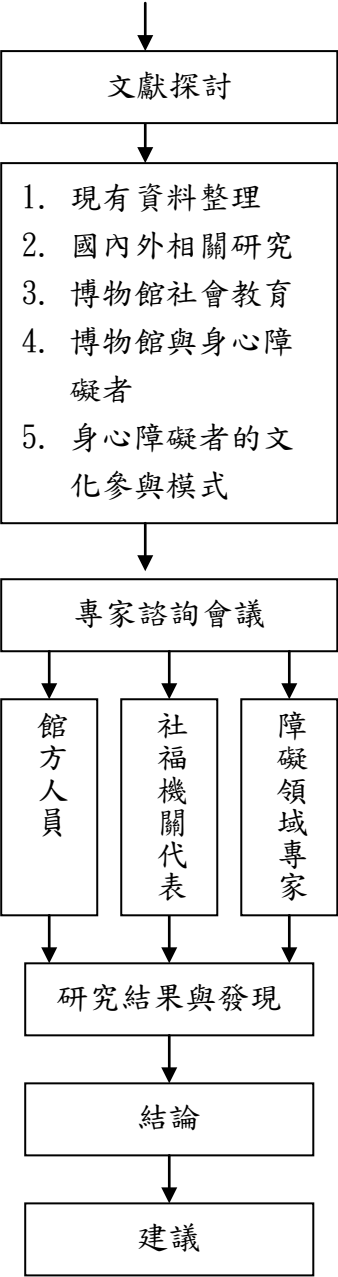 文獻探討
1. 現有資料整理
2. 國內外相關研究
3. 博物館社會教育
4. 博物館與身心障
礙者
5. 身心障礙者的文
化參與模式
專家諮詢會議
館方人員
社福機關代表
障礙領域專家
研究結果與發現
結論
建議